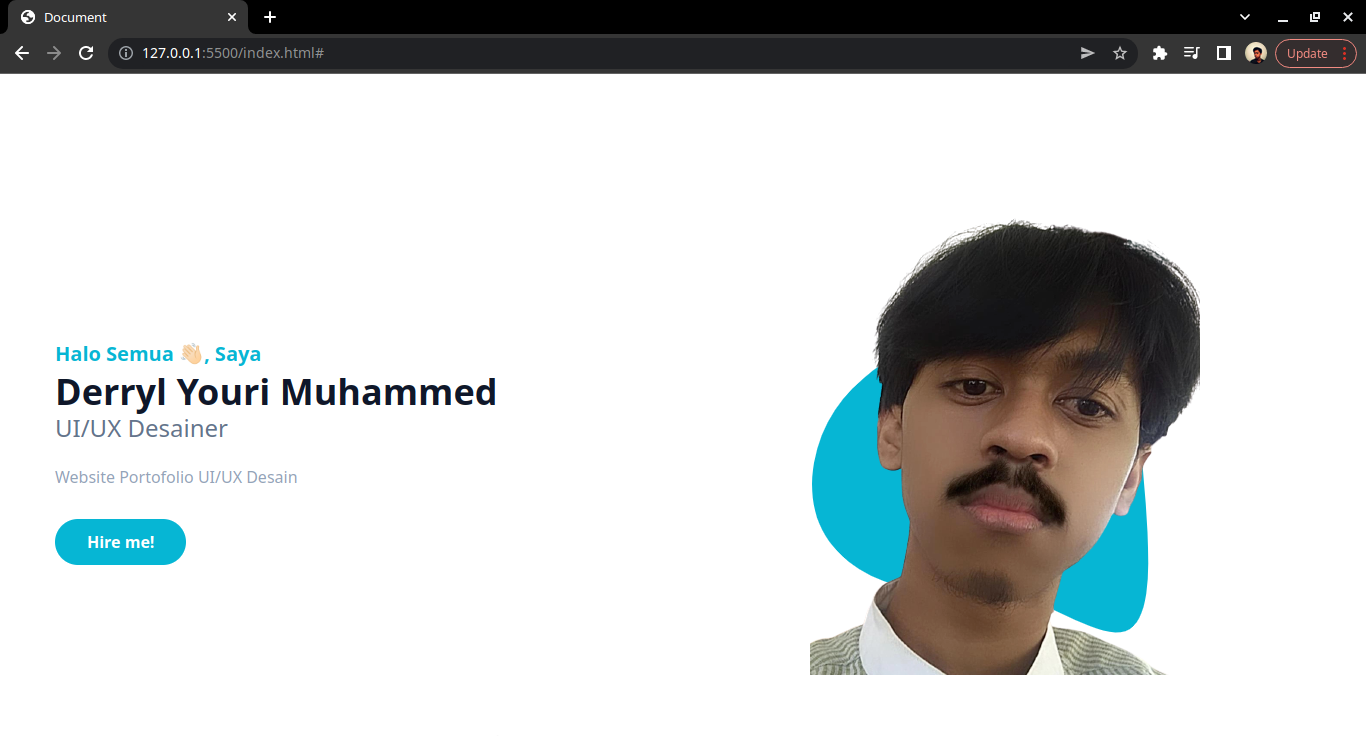 Document
127.0.0.1:5500/index.html#
Update
Halo Semua 👋🏻, Saya
Derryl Youri Muhammed
UI/UX Desainer
Website Portofolio UI/UX Desain
Hire me!